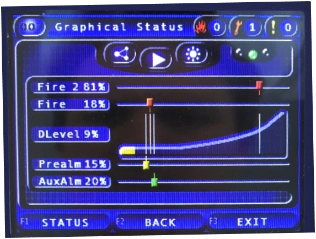 Graphical Status 0 1 0
Fire 2 81%
Fire 18%
DLevel 9%
Prealm 15%
AuxAlm 20%
F1 STATUS F2 BACK F3 EXIT